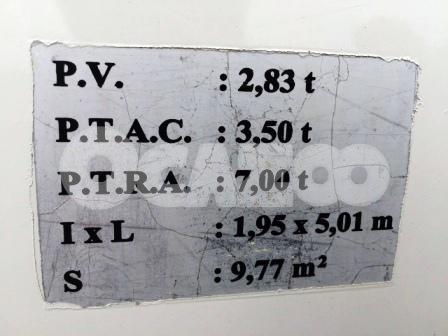 P.V. : 2,83 t
P.T.A.C. : 3,50 t
P.T.R.A. : 7,00 t
I x L : 1,95 x 5,01 m
S : 9,77 m²